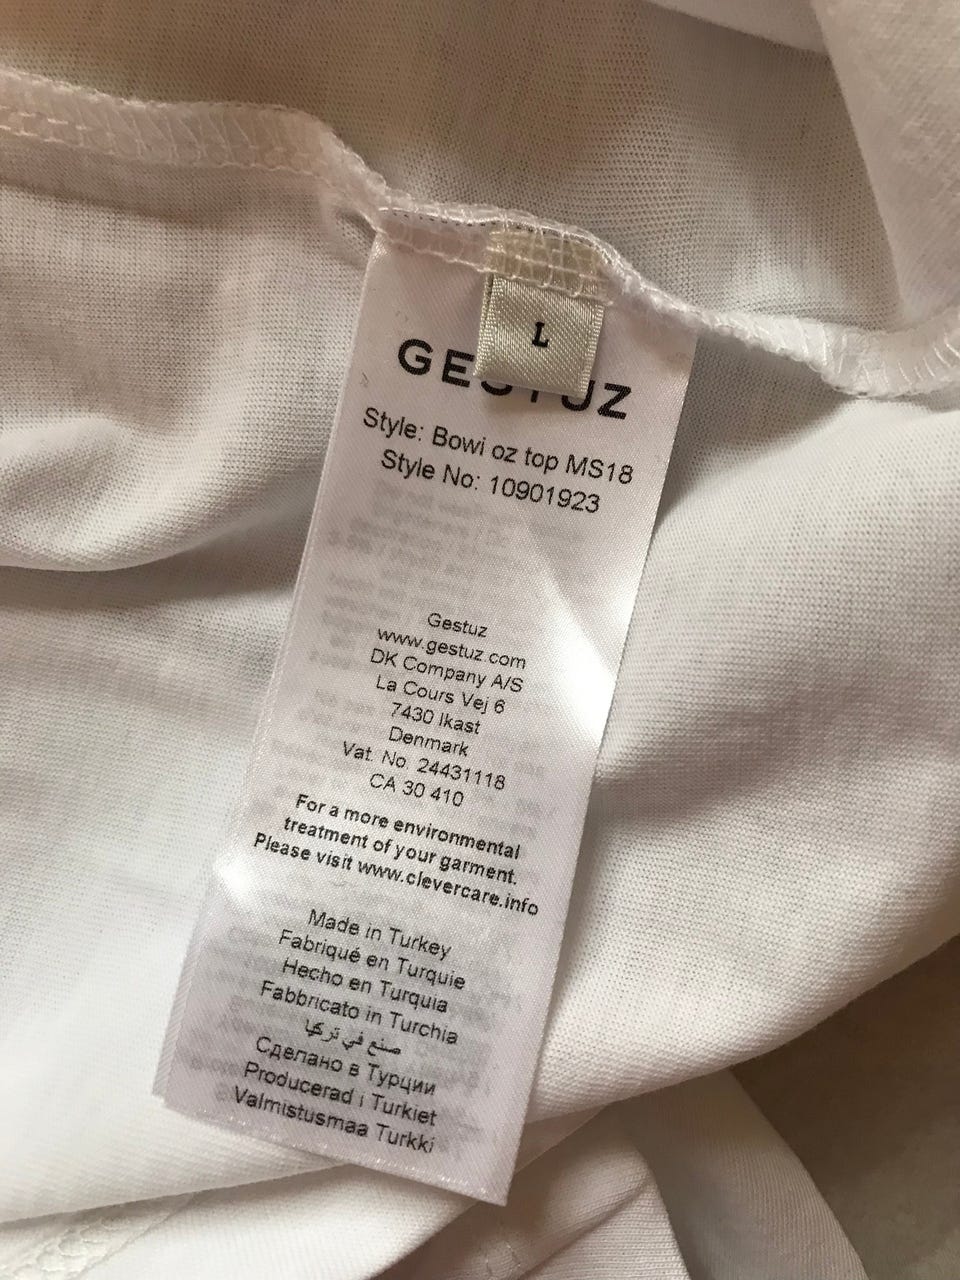 L
GESTUZ
Style: Bowi oz top MS18
Style No: 10901923
Gestuz
www.gestuz.com
DK Company A/S
La Cours Vej 6
7430 Ikast
Denmark
Vat. No. 24431118
CA 30 410
For a more environmental
treatment of your garment.
Please visit www.clevercare.info
Made in Turkey
Fabriqué en Turquie
Hecho en Turquia
Fabbricato in Turchia
صنع في تركيا
Сделано в Турции
Producerad i Turkiet
Valmistusmaa Turkki